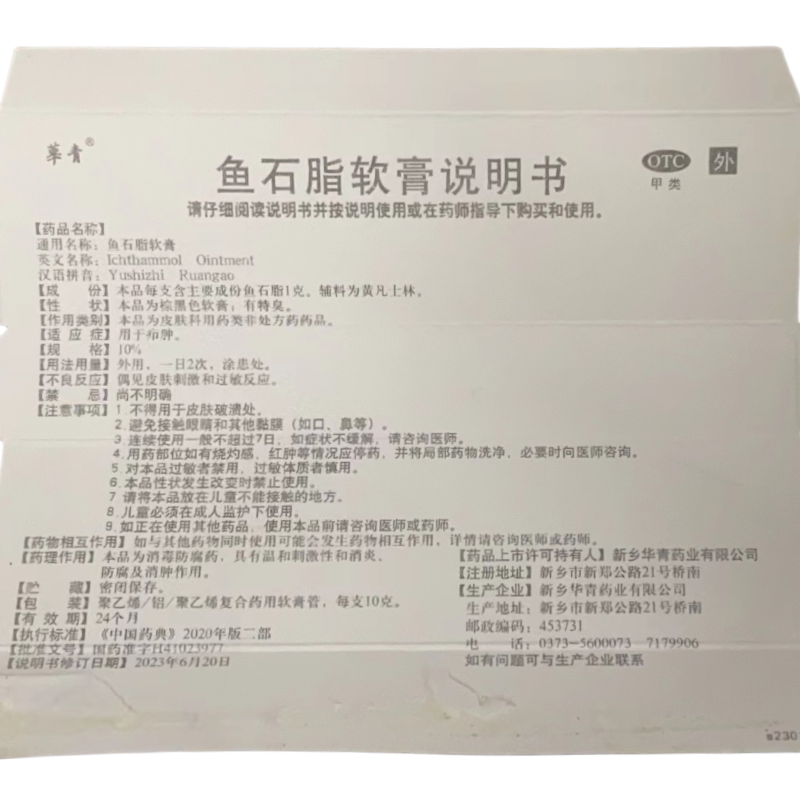 華青®
OTC
甲类
外
鱼石脂软膏说明书
请仔细阅读说明书并按说明使用或在药师指导下购买和使用。
【药品名称】
通用名称：鱼石脂软膏
英文名称：Ichthammol Ointment
汉语拼音：Yushizhi Ruangao
【成 份】本品每支含主要成份鱼石脂1克。辅料为黄凡士林。
【性 状】本品为棕黑色软膏；有特臭。
【作用类别】本品为皮肤科用药类非处方药药品。
【适 应 症】用于疖肿。
【规 格】10%
【用法用量】外用，一日2次，涂患处。
【不良反应】偶见皮肤刺激和过敏反应。
【禁 忌】尚不明确
【注意事项】1.不得用于皮肤破溃处。
2.避免接触眼睛和其他黏膜（如口、鼻等）。
3.连续使用一般不超过7日，如症状不缓解，请咨询医师。
4.用药部位如有烧灼感、红肿等情况应停药，并将局部药物洗净，必要时向医师咨询。
5.对本品过敏者禁用，过敏体质者慎用。
6.本品性状发生改变时禁止使用。
7.请将本品放在儿童不能接触的地方。
8.儿童必须在成人监护下使用。
9.如正在使用其他药品，使用本品前请咨询医师或药师。
【药物相互作用】如与其他药物同时使用可能会发生药物相互作用，详情请咨询医师或药师。
【药理作用】本品为消毒防腐药，具有温和刺激性和消炎、
防腐及消肿作用。
【贮 藏】密闭保存。
【包 装】聚乙烯/铝/聚乙烯复合药用软膏管，每支10克。
【有 效 期】24个月
【执行标准】《中国药典》2020年版二部
【批准文号】国药准字H41023977
【说明书修订日期】2023年6月20日
【药品上市许可持有人】新乡华青药业有限公司
【注册地址】新乡市新郑公路21号桥南
【生产企业】新乡华青药业有限公司
生产地址：新乡市新郑公路21号桥南
邮政编码：453731
电 话：0373-5600073 7179906
如有问题可与生产企业联系